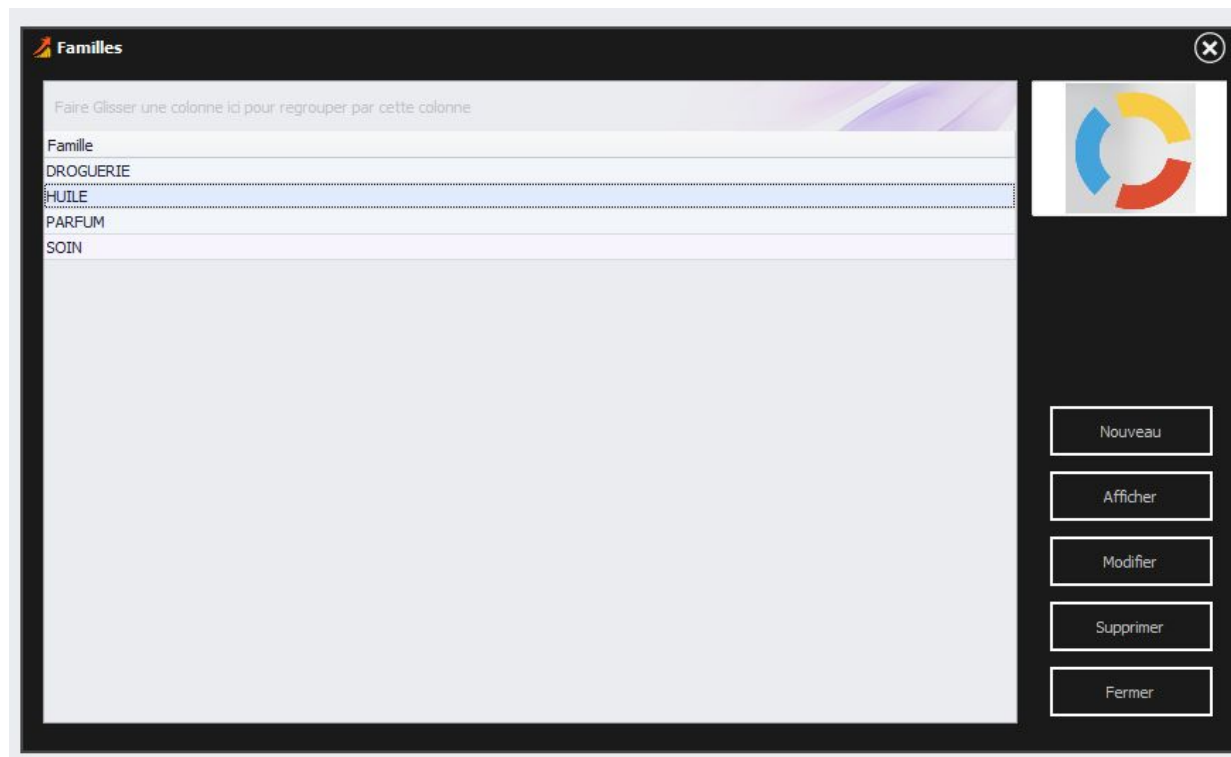 Familles
Faire Glisser une colonne ici pour regrouper par cette colonne
Famille
DROGUERIE
HUILE
PARFUM
SOIN
Nouveau
Afficher
Modifier
Supprimer
Fermer